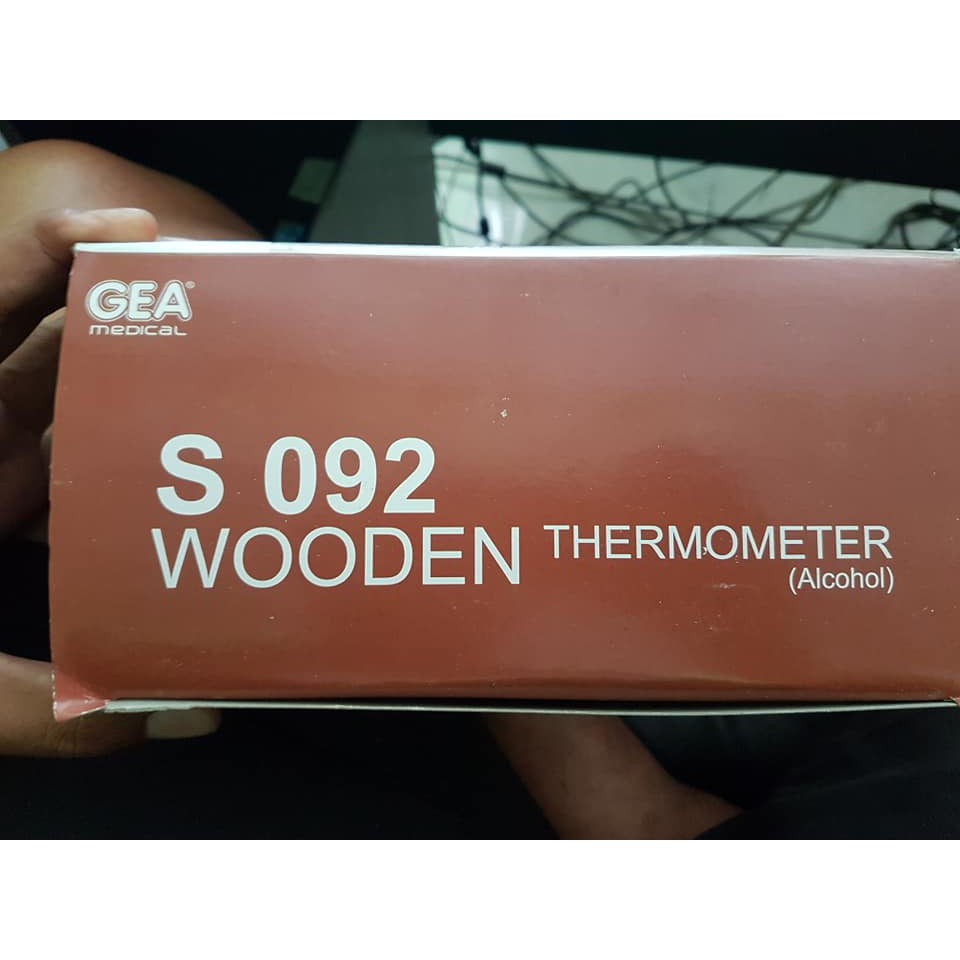 GEA®
MEDICAL
S 092
WOODEN THERMOMETER
(Alcohol)